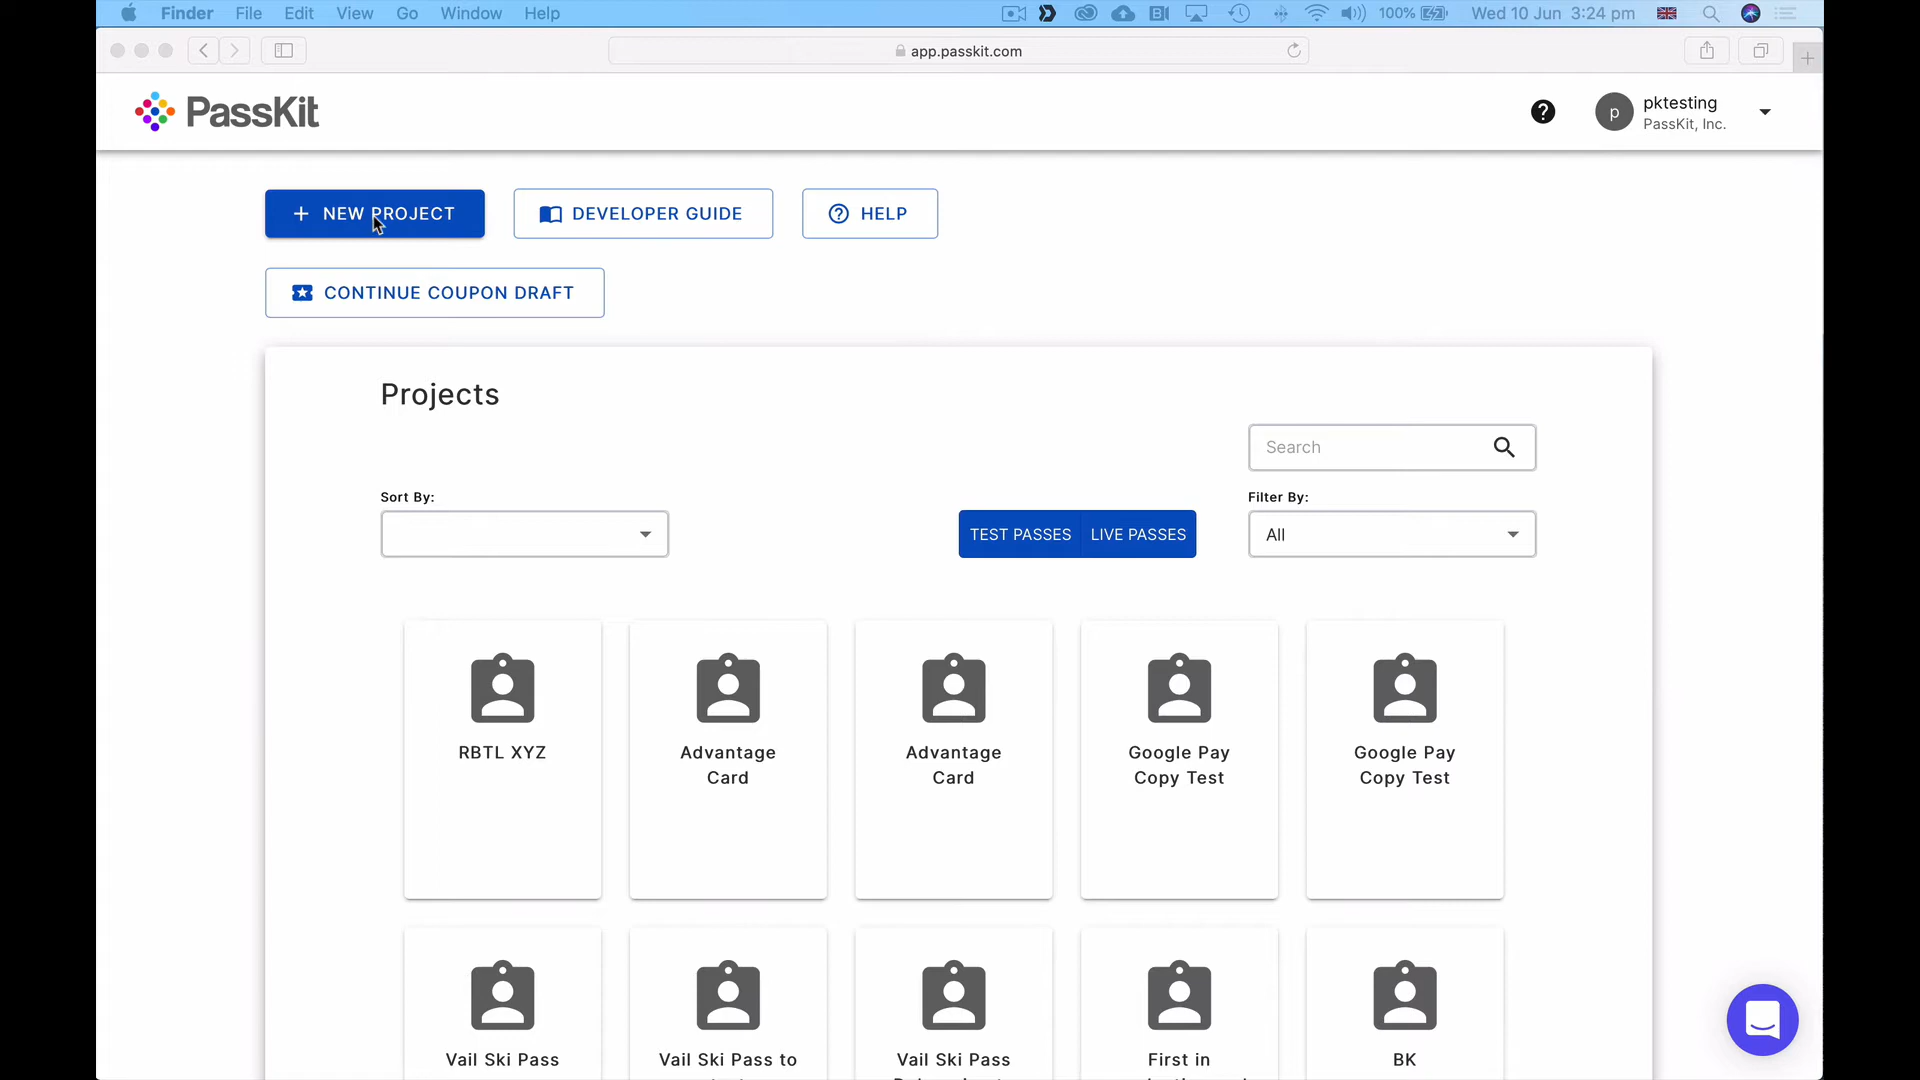 Finder File Edit View Go Window Help 100% Wed 10 Jun 3:24 pm
app.passkit.com
PassKit
?
p
pktesting
PassKit, Inc.
+ NEW PROJECT
DEVELOPER GUIDE
HELP
CONTINUE COUPON DRAFT
Projects
Search
Sort By:
Filter By:
TEST PASSES LIVE PASSES
All
RBTL XYZ
Advantage
Card
Advantage
Card
Google Pay
Copy Test
Google Pay
Copy Test
Vail Ski Pass
Vail Ski Pass to
Vail Ski Pass
First in
BK